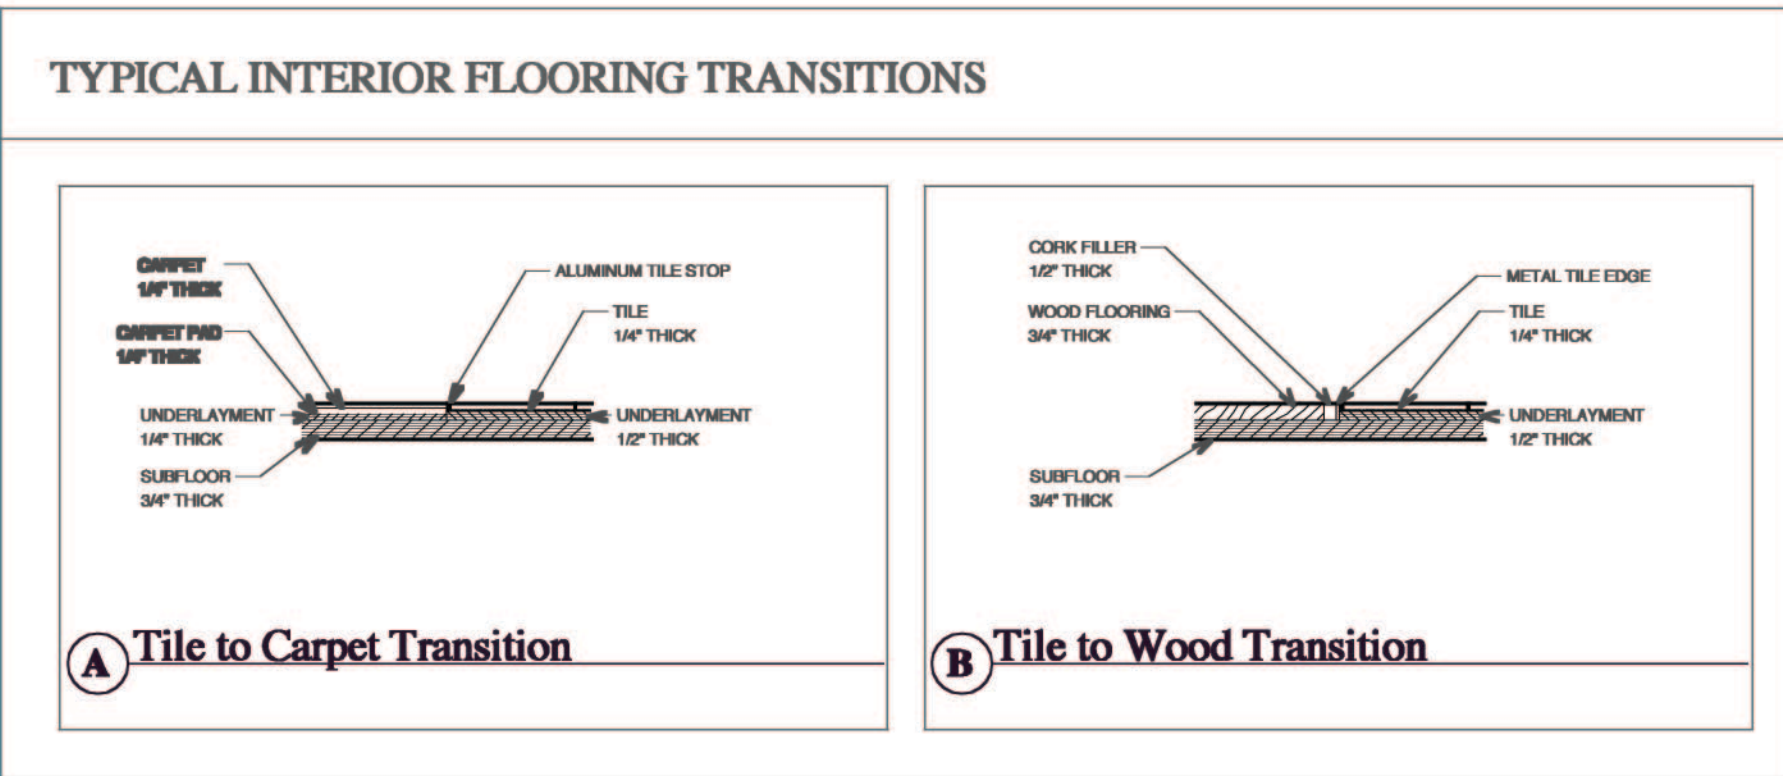 TYPICAL INTERIOR FLOORING TRANSITIONS
CARPET
1/4" THICK
CARPET PAD
1/4" THICK
UNDERLAYMENT
1/4" THICK
SUBFLOOR
3/4" THICK
ALUMINUM TILE STOP
TILE
1/4" THICK
UNDERLAYMENT
1/2" THICK
A
Tile to Carpet Transition
CORK FILLER
1/2" THICK
WOOD FLOORING
3/4" THICK
SUBFLOOR
3/4" THICK
METAL TILE EDGE
TILE
1/4" THICK
UNDERLAYMENT
1/2" THICK
B
Tile to Wood Transition